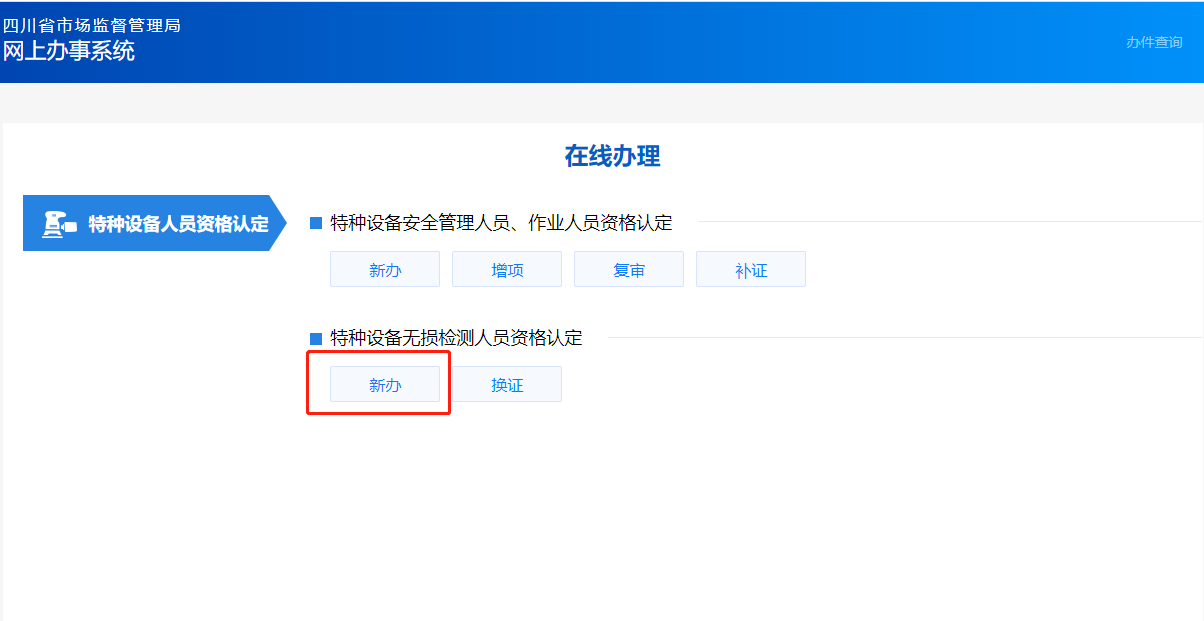 四川省市场监督管理局
网上办事系统
办件查询
在线办理
特种设备人员资格认定
特种设备安全管理人员、作业人员资格认定
新办 增项 复审 补证
特种设备无损检测人员资格认定
新办 换证